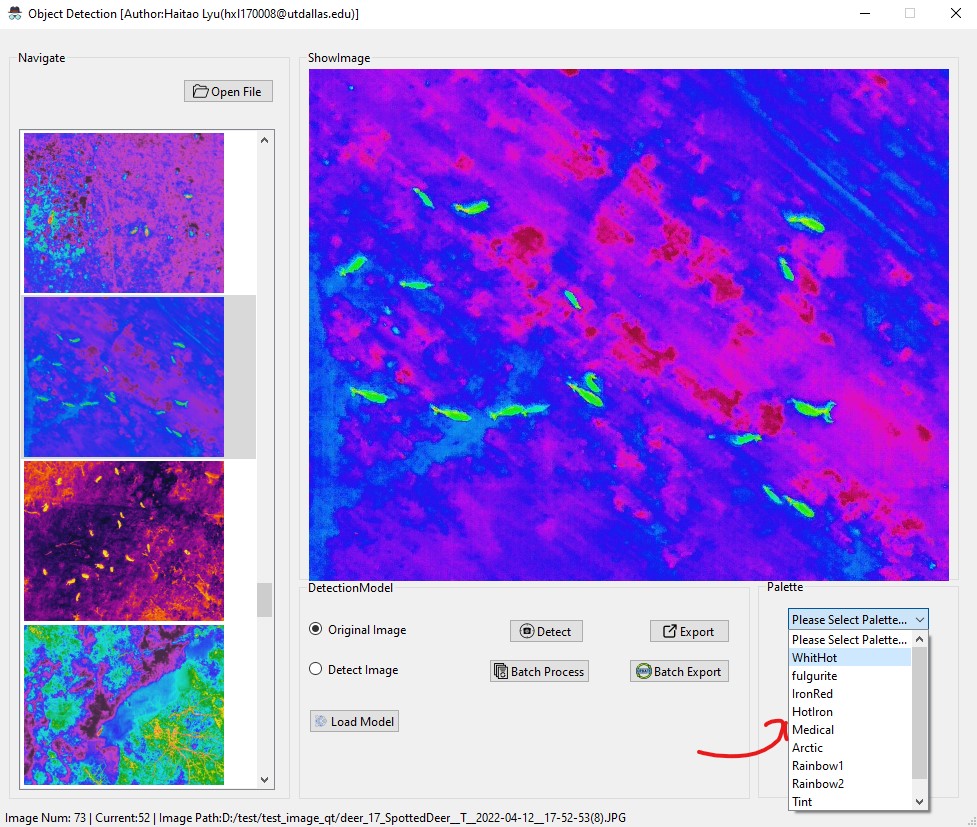 Object Detection [Author:Haitao Lyu(hxl170008@utdallas.edu)]
Navigate
Open File
ShowImage
DetectionModel
Original Image
Detect
Export
Detect Image
Batch Process
Batch Export
Load Model
Palette
Please Select Palette...
Please Select Palette...
WhitHot
fulgurite
IronRed
HotIron
Medical
Arctic
Rainbow1
Rainbow2
Tint
Image Num: 73 | Current:52 | Image Path:D:/test/test_image_qt/deer_17_SpottedDeer__T__2022-04-12__17-52-53(8).JPG